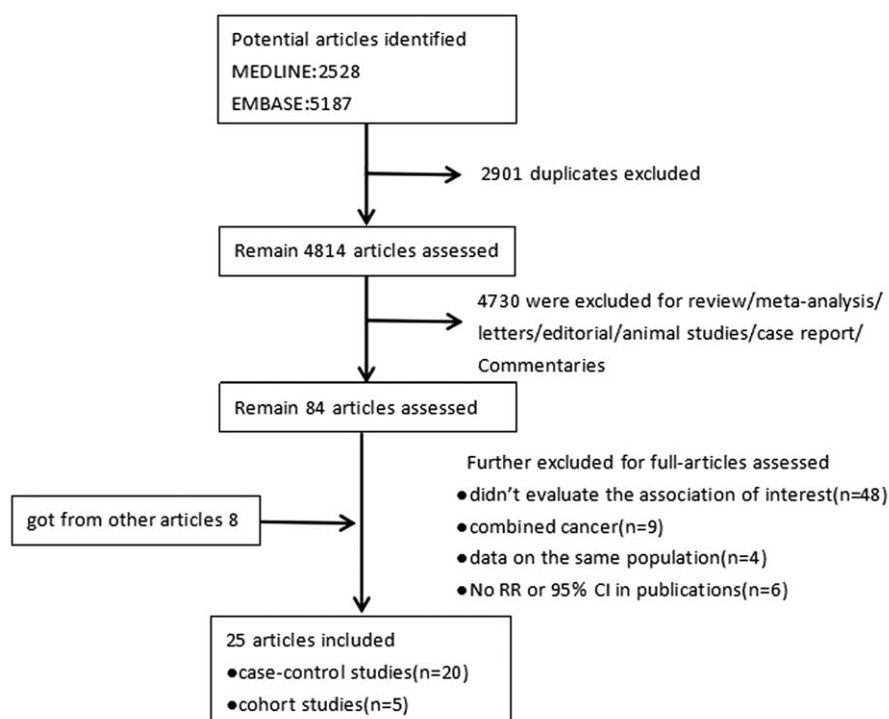 Potential articles identified
MEDLINE:2528
EMBASE:5187
2901 duplicates excluded
Remain 4814 articles assessed
4730 were excluded for review/meta-analysis/
letters/editorial/animal studies/case report/
Commentaries
Remain 84 articles assessed
Further excluded for full-articles assessed
●didn't evaluate the association of interest(n=48)
●combined cancer(n=9)
●data on the same population(n=4)
●No RR or 95% CI in publications(n=6)
got from other articles 8
25 articles included
●case-control studies(n=20)
●cohort studies(n=5)